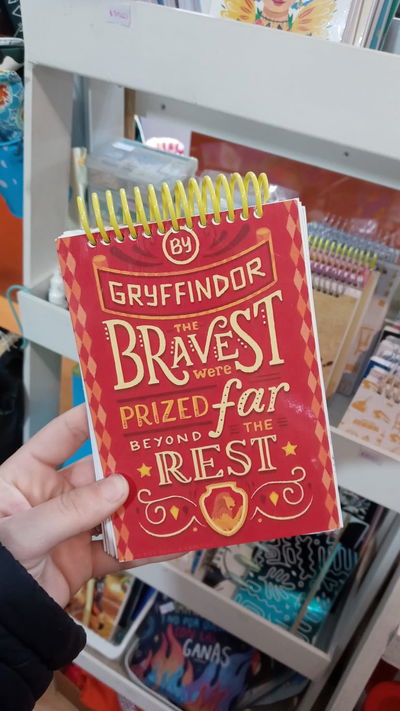 BY
GRYFFINDOR
THE
BRAVEST
were
PRIZED far
BEYOND THE
REST
GANAS